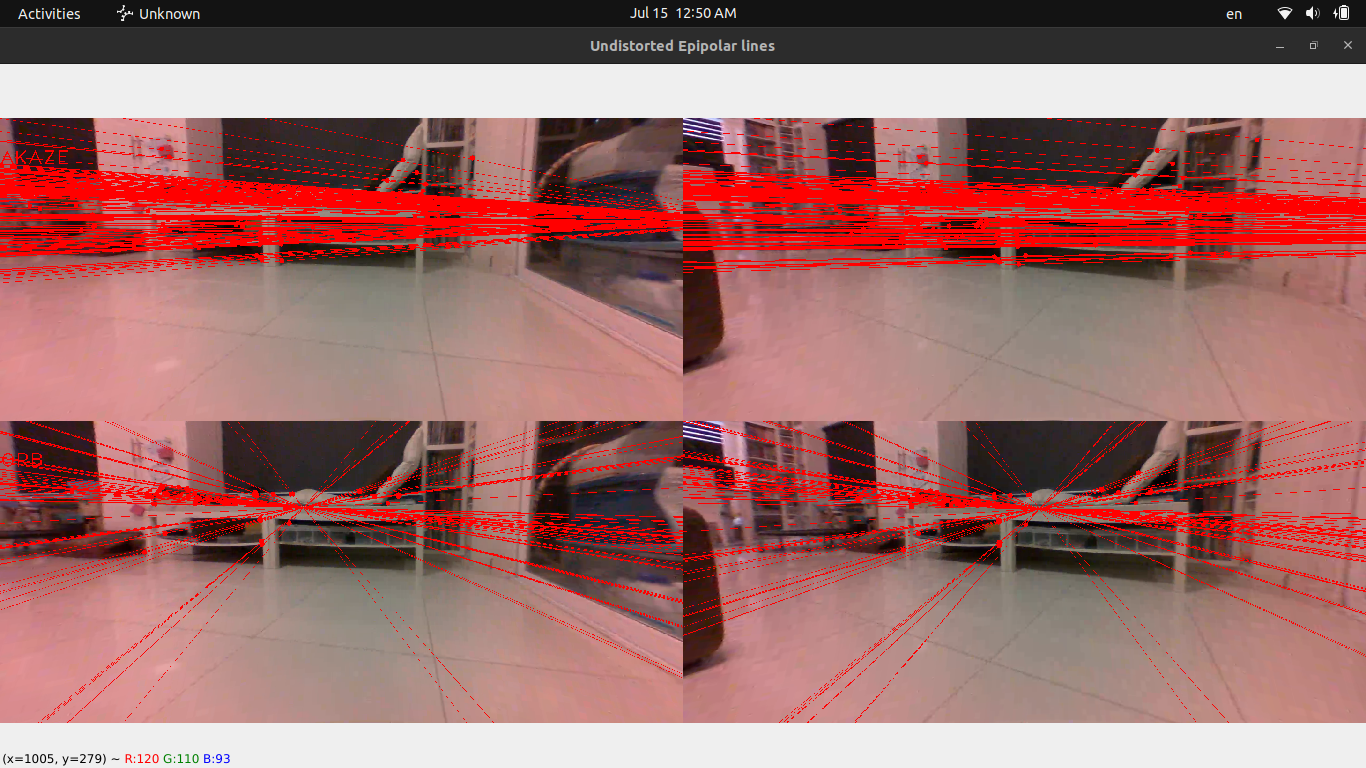 Activities
Unknown
Jul 15 12:50 AM
en
Undistorted Epipolar lines
AKAZE
ORB
(x=1005, y=279) ~ R:120 G:110 B:93